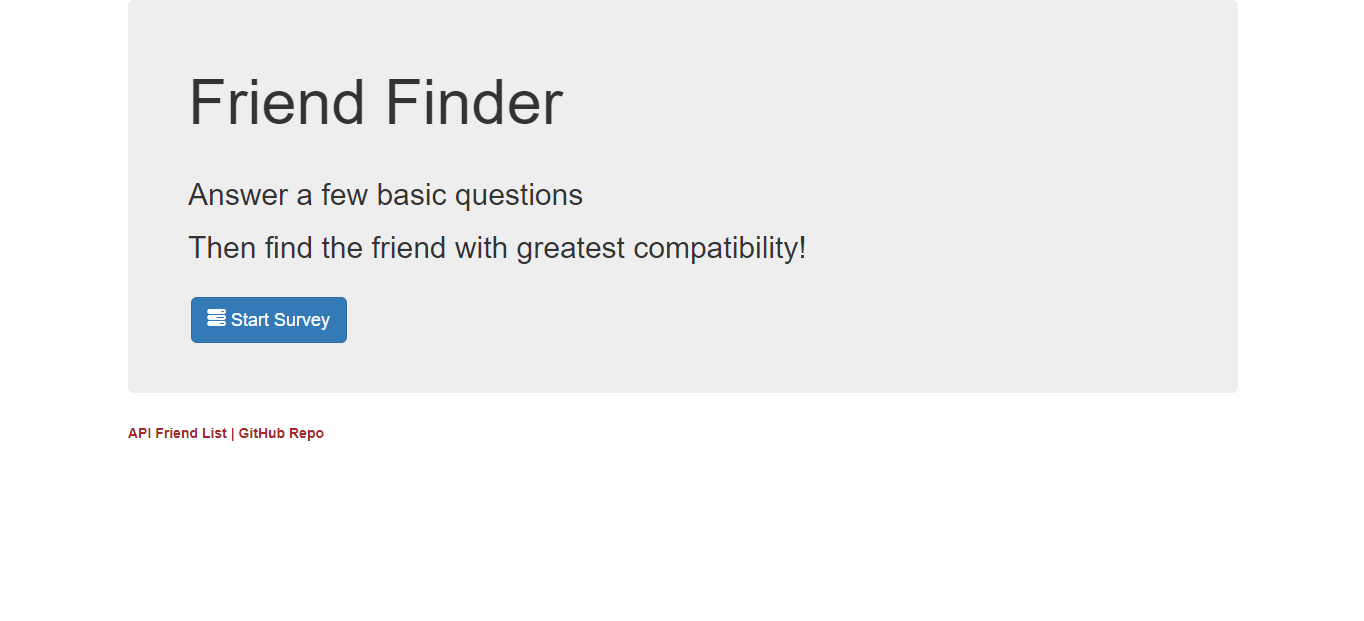 Friend Finder
Answer a few basic questions
Then find the friend with greatest compatibility!
Start Survey
API Friend List | GitHub Repo